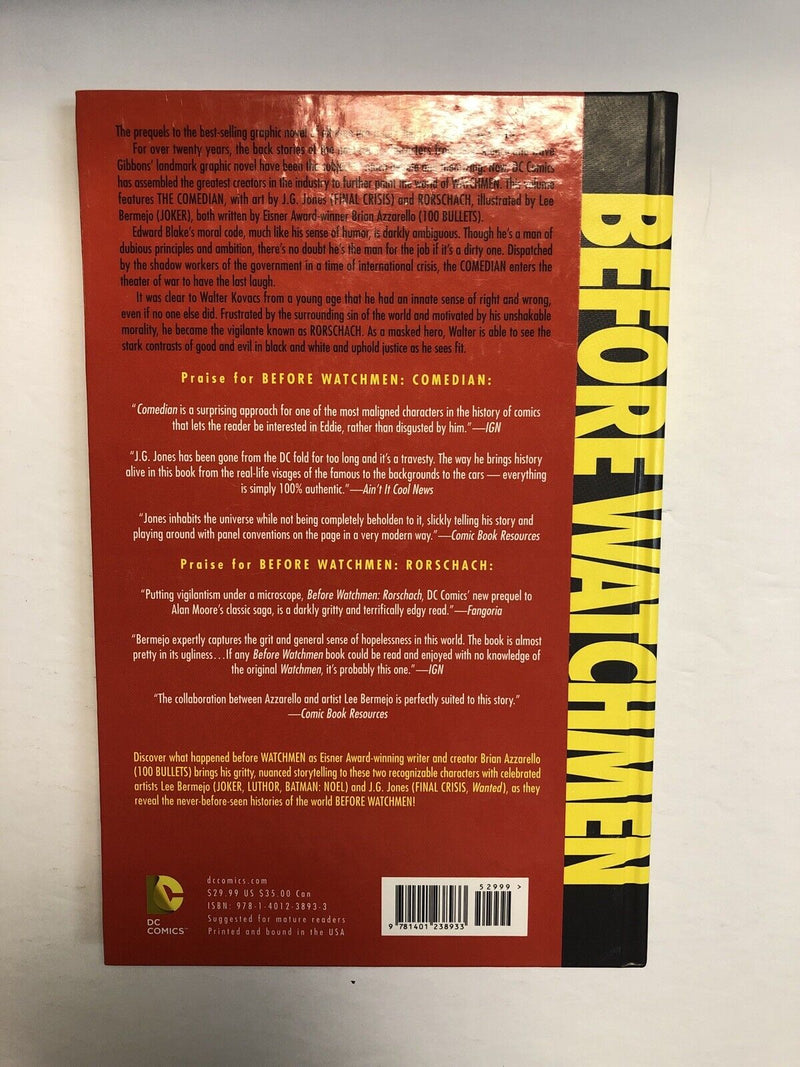 The prequels to the best-selling graphic novel of
For over twenty years, the back stories of the
Gibbons' landmark graphic novel have been the DC Comics
has assembled the greatest creators in the industry to further paint the world of WATCHMEN. This volume
features THE COMEDIAN, with art by J.G. Jones (FINAL CRISIS) and RORSCHACH, illustrated by Lee
Bermejo (JOKER), both written by Eisner Award-winner Brian Azzarello (100 BULLETS).
Edward Blake's moral code, much like his sense of humor, is darkly ambiguous. Though he's a man of
dubious principles and ambition, there's no doubt he's the man for the job if it's a dirty one. Dispatched
by the shadow workers of the government in a time of international crisis, the COMEDIAN enters the
theater of war to have the last laugh.
It was clear to Walter Kovacs from a young age that he had an innate sense of right and wrong,
even if no one else did. Frustrated by the surrounding sin of the world and motivated by his unshakable
morality, he become the vigilante known as RORSCHACH. As a masked hero, Walter is able to see the
stark contrasts of good and evil in black and white and uphold justice as he sees fit.
Praise for BEFORE WATCHMEN: COMEDIAN:
"Comedian is a surprising approach for one of the most maligned characters in the history of comics
that lets the reader be interested in Eddie, rather than disgusted by him."—IGN
"J.G. Jones has been gone from the DC fold for too long and it's a travesty. The way he brings history
alive in this book from the real-life visages of the famous to the backgrounds to the cars — everything
is simply 100% authentic."—Ain't It Cool News
"Jones inhabits the universe while not being completely beholden to it, slickly telling his story and
playing around with panel conventions on the page in a very modern way."—Comic Book Resources
Praise for BEFORE WATCHMEN: RORSCHACH:
"Putting vigilantism under a microscope, Before Watchmen: Rorschach, DC Comics' new prequel to
Alan Moore's classic saga, is a darkly gritty and terrifically edgy read."—Fangoria
"Bermejo expertly captures the grit and general sense of hopelessness in this world. The book is almost
pretty in its ugliness...If any Before Watchmen book could be read and enjoyed with no knowledge of
the original Watchmen, it's probably this one."—IGN
"The collaboration between Azzarello and artist Lee Bermejo is perfectly suited to this story."
—Comic Book Resources
Discover what happened before WATCHMEN as Eisner Award-winning writer and creator Brian Azzarello
(100 BULLETS) brings his gritty, nuanced storytelling to these two recognizable characters with celebrated
artists Lee Bermejo (JOKER, LUTHOR, BATMAN: NOEL) and J.G. Jones (FINAL CRISIS, Wanted), as they
reveal the never-before-seen histories of the world BEFORE WATCHMEN!
DC
COMICS™
dccomics.com
$29.99 US $35.00 Can
ISBN: 978-1-4012-3893-3
Suggested for mature readers
Printed and bound in the USA
52999 >
9 781401 238933
BEFORE WATCHMEN